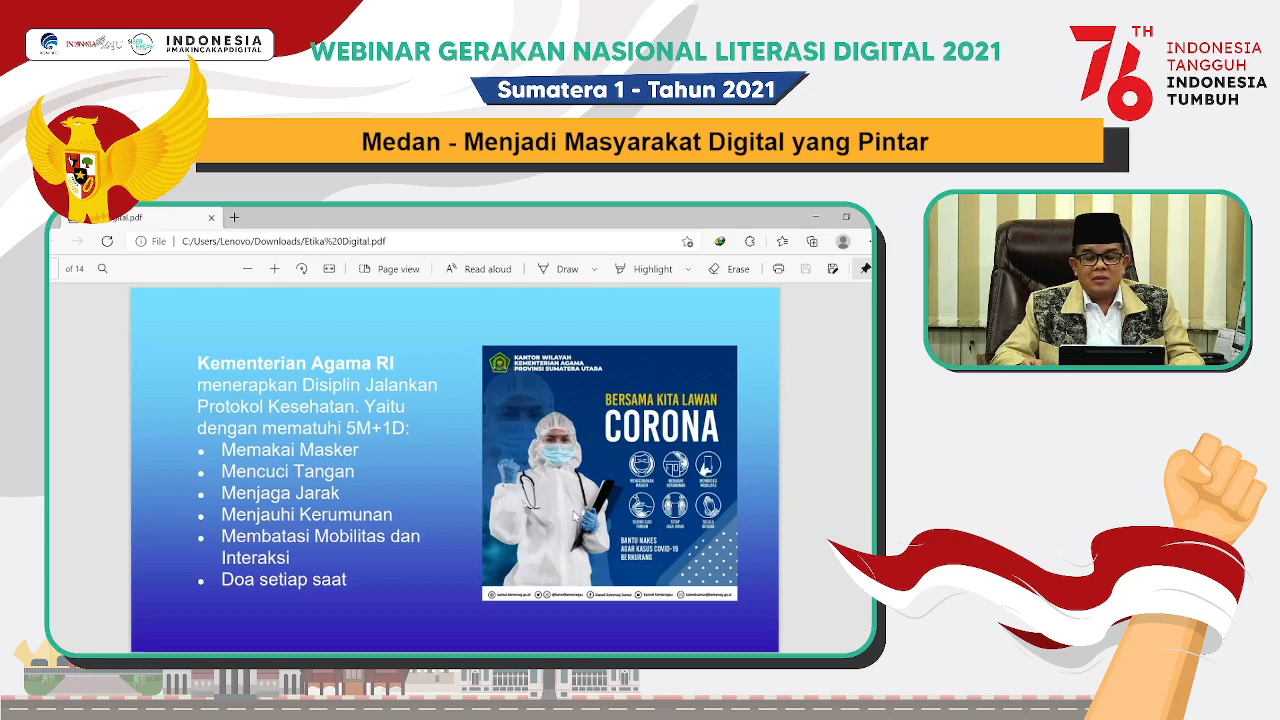 INDONESIA
#MAKINCAKAPDIGITAL
WEBINAR GERAKAN NASIONAL LITERASI DIGITAL 2021
Sumatera 1 - Tahun 2021
76 TH
INDONESIA
TANGGUH
INDONESIA
TUMBUH
Medan - Menjadi Masyarakat Digital yang Pintar
File
C:/Users/Lenovo/Downloads/Etika%20Digital.pdf
of 14
Page view
Read aloud
Draw
Highlight
Erase
Kementerian Agama RI
menerapkan Disiplin Jalankan
Protokol Kesehatan. Yaitu
dengan mematuhi 5M+1D:
• Memakai Masker
• Mencuci Tangan
• Menjaga Jarak
• Menjauhi Kerumunan
• Membatasi Mobilitas dan
Interaksi
• Doa setiap saat
KANTOR WILAYAH
KEMENTERIAN AGAMA
PROVINSI SUMATERA UTARA
BERSAMA KITA LAWAN
CORONA
BANTU NAKES
AGAR KASUS COVID-19
BERKURANG